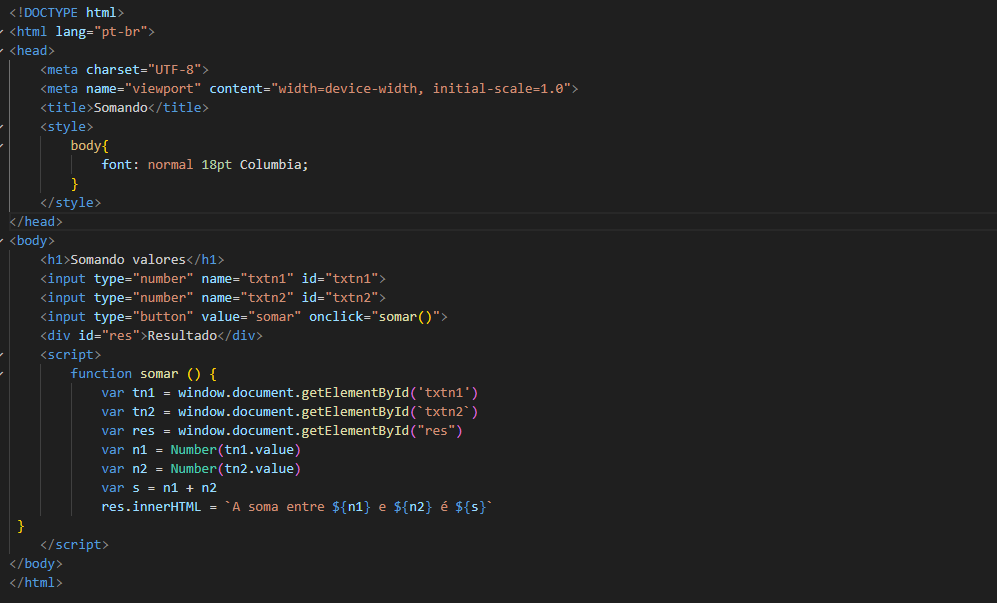 <!DOCTYPE html>
<html lang="pt-br">
<head>
    <meta charset="UTF-8">
    <meta name="viewport" content="width=device-width, initial-scale=1.0">
    <title>Somando</title>
    <style>
        body{
            font: normal 18pt Columbia;
        }
    </style>
</head>
<body>
    <h1>Somando valores</h1>
    <input type="number" name="txtn1" id="txtn1">
    <input type="number" name="txtn2" id="txtn2">
    <input type="button" value="somar" onclick="somar()">
    <div id="res">Resultado</div>
    <script>
        function somar () {
            var tn1 = window.document.getElementById('txtn1')
            var tn2 = window.document.getElementById(`txtn2`)
            var res = window.document.getElementById("res")
            var n1 = Number(tn1.value)
            var n2 = Number(tn2.value)
            var s = n1 + n2
            res.innerHTML = `A soma entre ${n1} e ${n2} é ${s}`
 }
    </script>
</body>
</html>